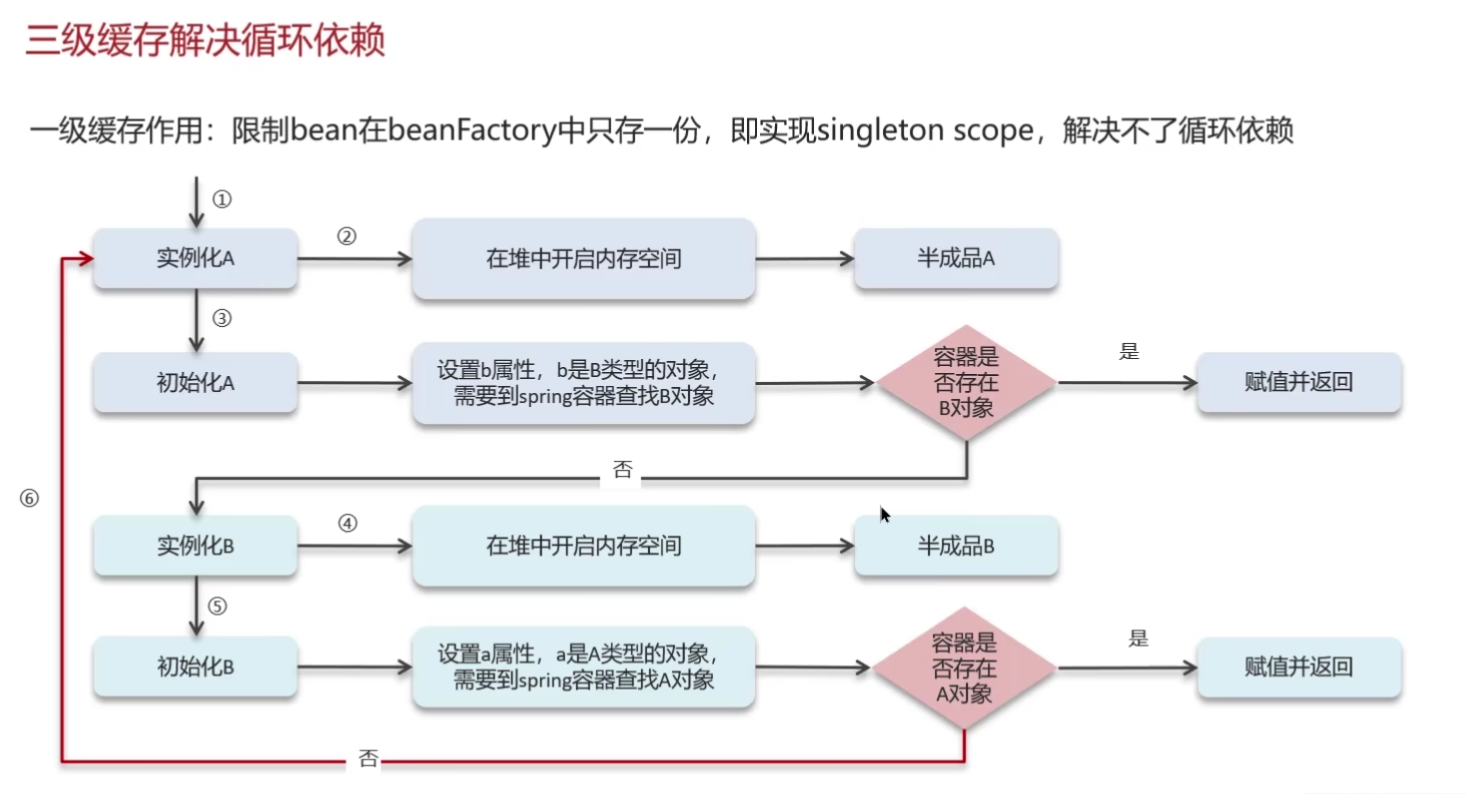 三级缓存解决循环依赖
一级缓存作用：限制bean在beanFactory中只存一份，即实现singleton scope，解决不了循环依赖
①
实例化A
②
在堆中开启内存空间
半成品A
③
初始化A
设置b属性，b是B类型的对象，
需要到spring容器查找B对象
容器是
否存在
B对象
是
赋值并返回
否
⑥
实例化B
④
在堆中开启内存空间
半成品B
⑤
初始化B
设置a属性，a是A类型的对象，
需要到spring容器查找A对象
容器是
否存在
A对象
是
赋值并返回
否